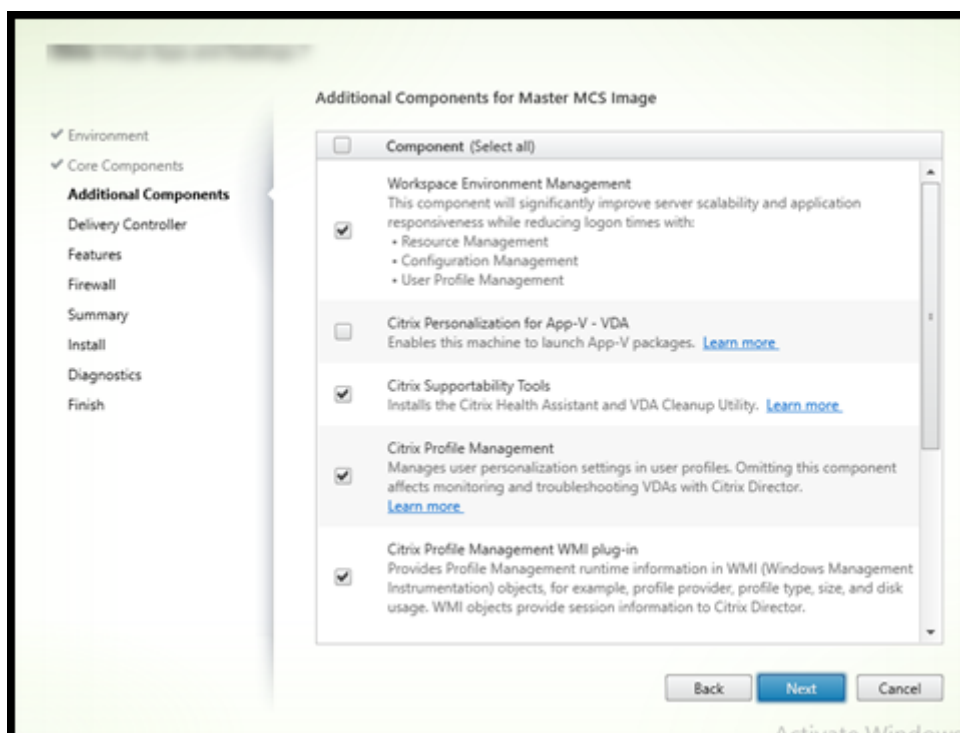 Additional Components for Master MCS Image
Environment
Core Components
Additional Components
Delivery Controller
Features
Firewall
Summary
Install
Diagnostics
Finish
Component (Select all)
Workspace Environment Management
This component will significantly improve server scalability and application
responsiveness while reducing logon times with:
• Resource Management
• Configuration Management
• User Profile Management
Citrix Personalization for App-V - VDA
Enables this machine to launch App-V packages. Learn more
Citrix Supportability Tools
Installs the Citrix Health Assistant and VDA Cleanup Utility. Learn more
Citrix Profile Management
Manages user personalization settings in user profiles. Omitting this component
affects monitoring and troubleshooting VDAs with Citrix Director.
Learn more
Citrix Profile Management WMI plug-in
Provides Profile Management runtime information in WMI (Windows Management
Instrumentation) objects, for example, profile provider, profile type, size, and disk
usage. WMI objects provide session information to Citrix Director.
Back Next Cancel
Activate Windows